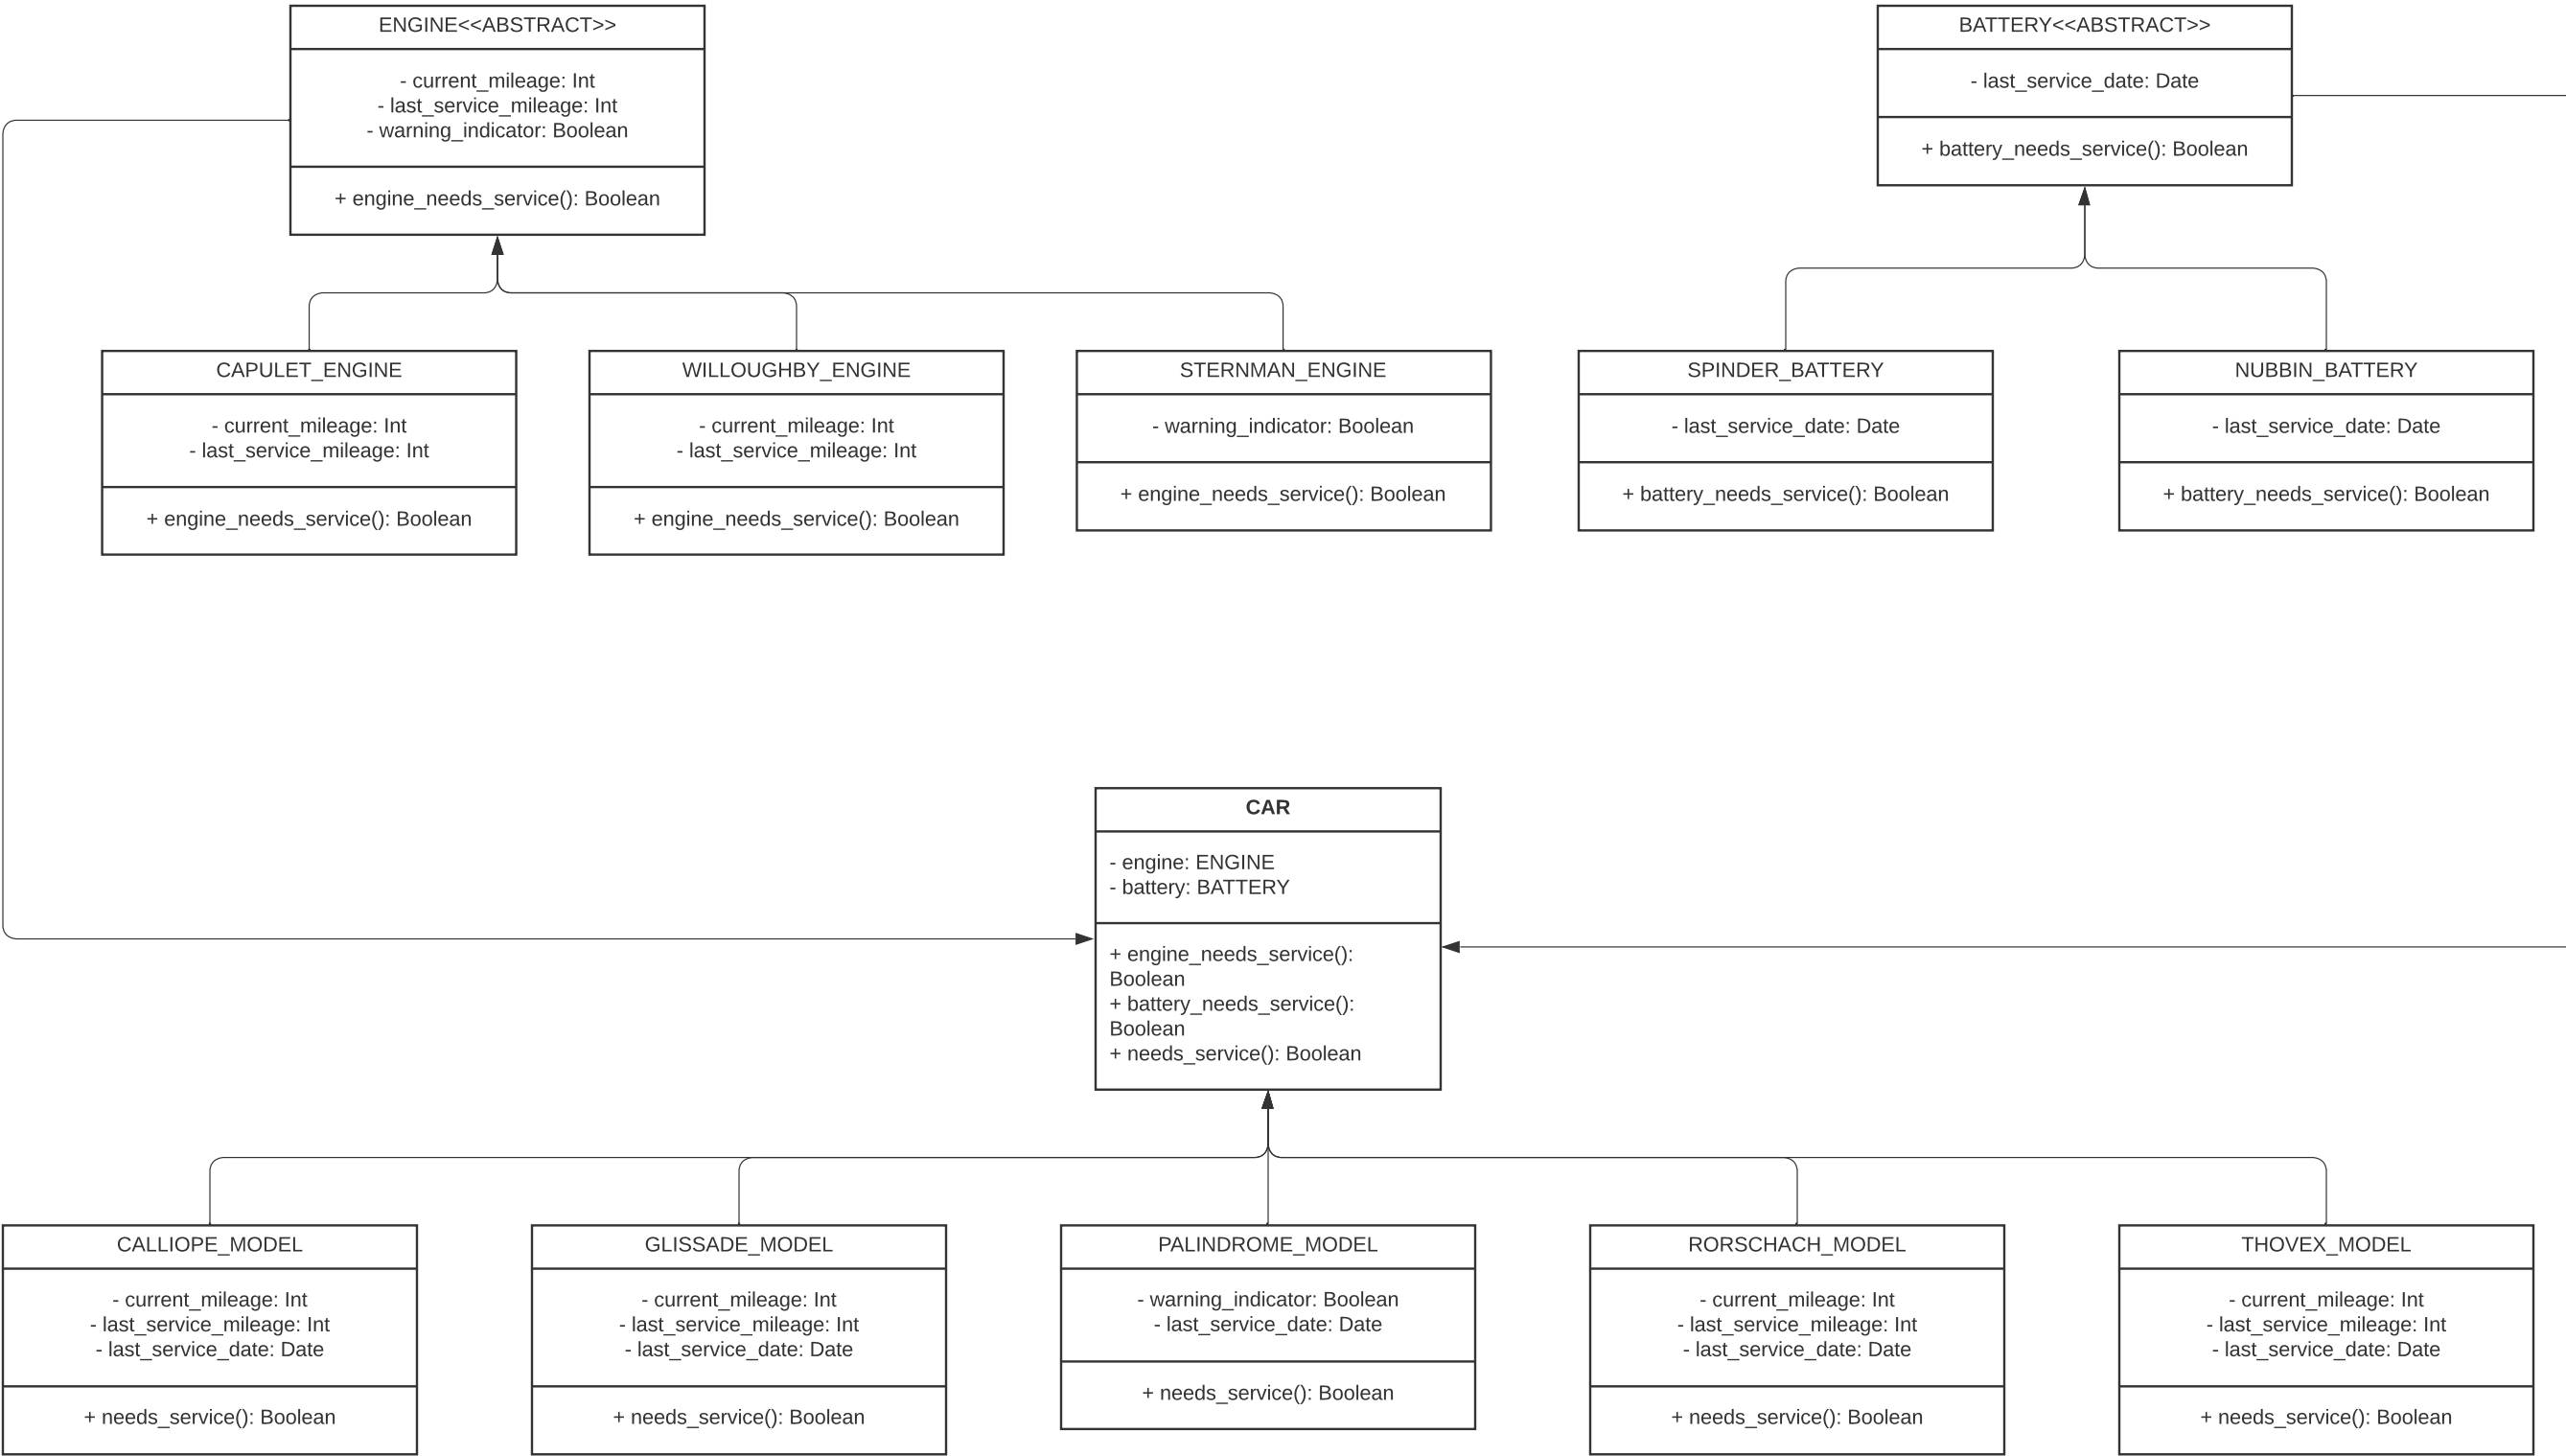 ENGINE<<ABSTRACT>>
- current_mileage: Int
- last_service_mileage: Int
- warning_indicator: Boolean
+ engine_needs_service(): Boolean
BATTERY<<ABSTRACT>>
- last_service_date: Date
+ battery_needs_service(): Boolean
CAPULET_ENGINE
- current_mileage: Int
- last_service_mileage: Int
+ engine_needs_service(): Boolean
WILLOUGHBY_ENGINE
- current_mileage: Int
- last_service_mileage: Int
+ engine_needs_service(): Boolean
STERNMAN_ENGINE
- warning_indicator: Boolean
+ engine_needs_service(): Boolean
SPINDER_BATTERY
- last_service_date: Date
+ battery_needs_service(): Boolean
NUBBIN_BATTERY
- last_service_date: Date
+ battery_needs_service(): Boolean
CAR
- engine: ENGINE
- battery: BATTERY
+ engine_needs_service():
Boolean
+ battery_needs_service():
Boolean
+ needs_service(): Boolean
CALLIOPE_MODEL
- current_mileage: Int
- last_service_mileage: Int
- last_service_date: Date
+ needs_service(): Boolean
GLISSADE_MODEL
- current_mileage: Int
- last_service_mileage: Int
- last_service_date: Date
+ needs_service(): Boolean
PALINDROME_MODEL
- warning_indicator: Boolean
- last_service_date: Date
+ needs_service(): Boolean
RORSCHACH_MODEL
- current_mileage: Int
- last_service_mileage: Int
- last_service_date: Date
+ needs_service(): Boolean
THOVEX_MODEL
- current_mileage: Int
- last_service_mileage: Int
- last_service_date: Date
+ needs_service(): Boolean